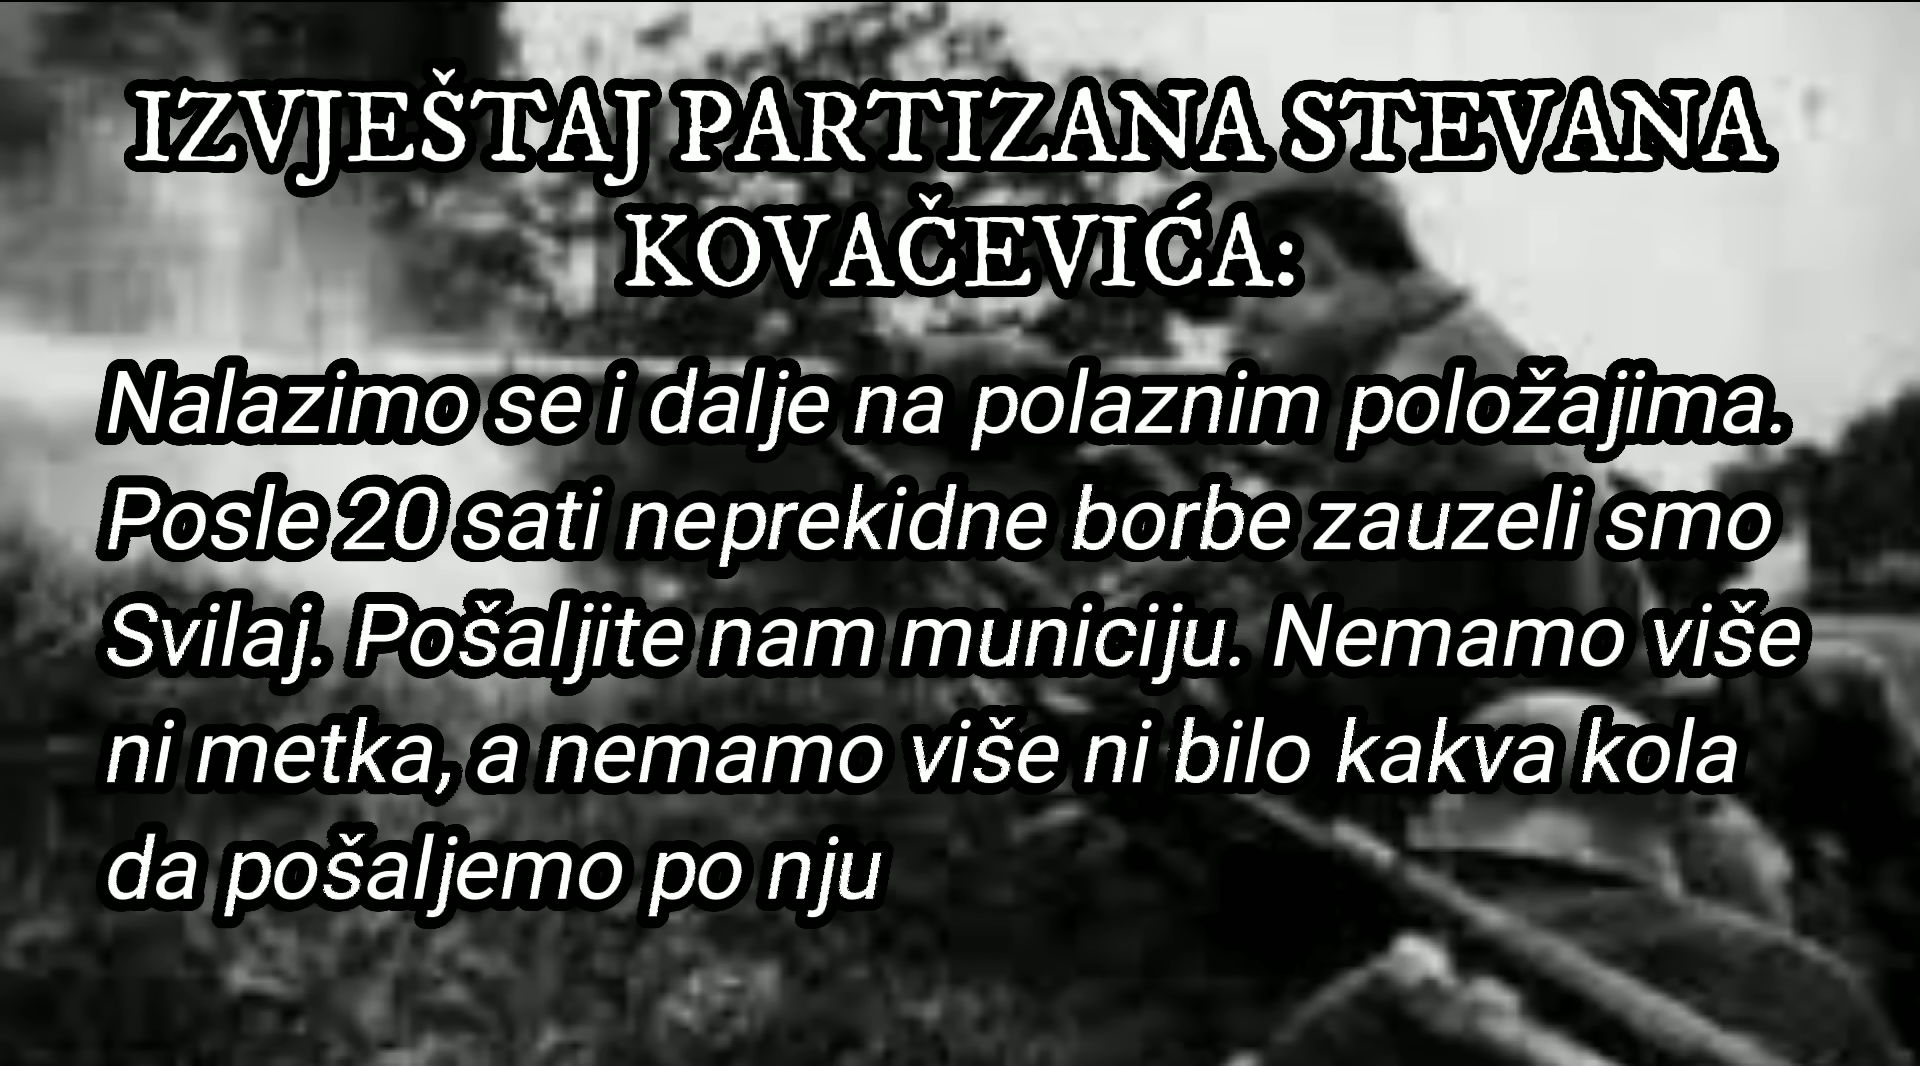 IZVJEŠTAJ PARTIZANA STEVANA
KOVAČEVIĆA:
Nalazimo se i dalje na polaznim položajima.
Posle 20 sati neprekidne borbe zauzeli smo
Svilaj. Pošaljite nam municiju. Nemamo više
ni metka, a nemamo više ni bilo kakva kola
da pošaljemo po nju